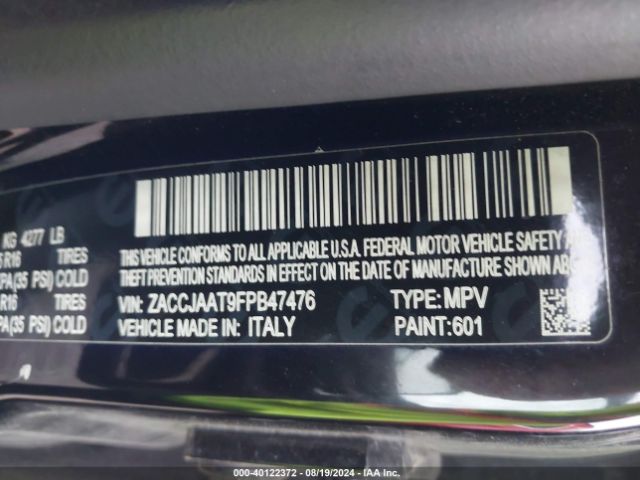 KG 4277 LB
R16 TIRES
PA(35 PSI) COLD
R16 TIRES
PA(35 PSI) COLD
THIS VEHICLE CONFORMS TO ALL APPLICABLE U.S.A. FEDERAL MOTOR VEHICLE SAFETY
THEFT PREVENTION STANDARDS IN EFFECT ON THE DATE OF MANUFACTURE SHOWN AB
VIN: ZACCJAAT9FPB47476 TYPE: MPV
VEHICLE MADE IN: ITALY PAINT:601
000-40122372 - 08/19/2024 - IAA Inc.